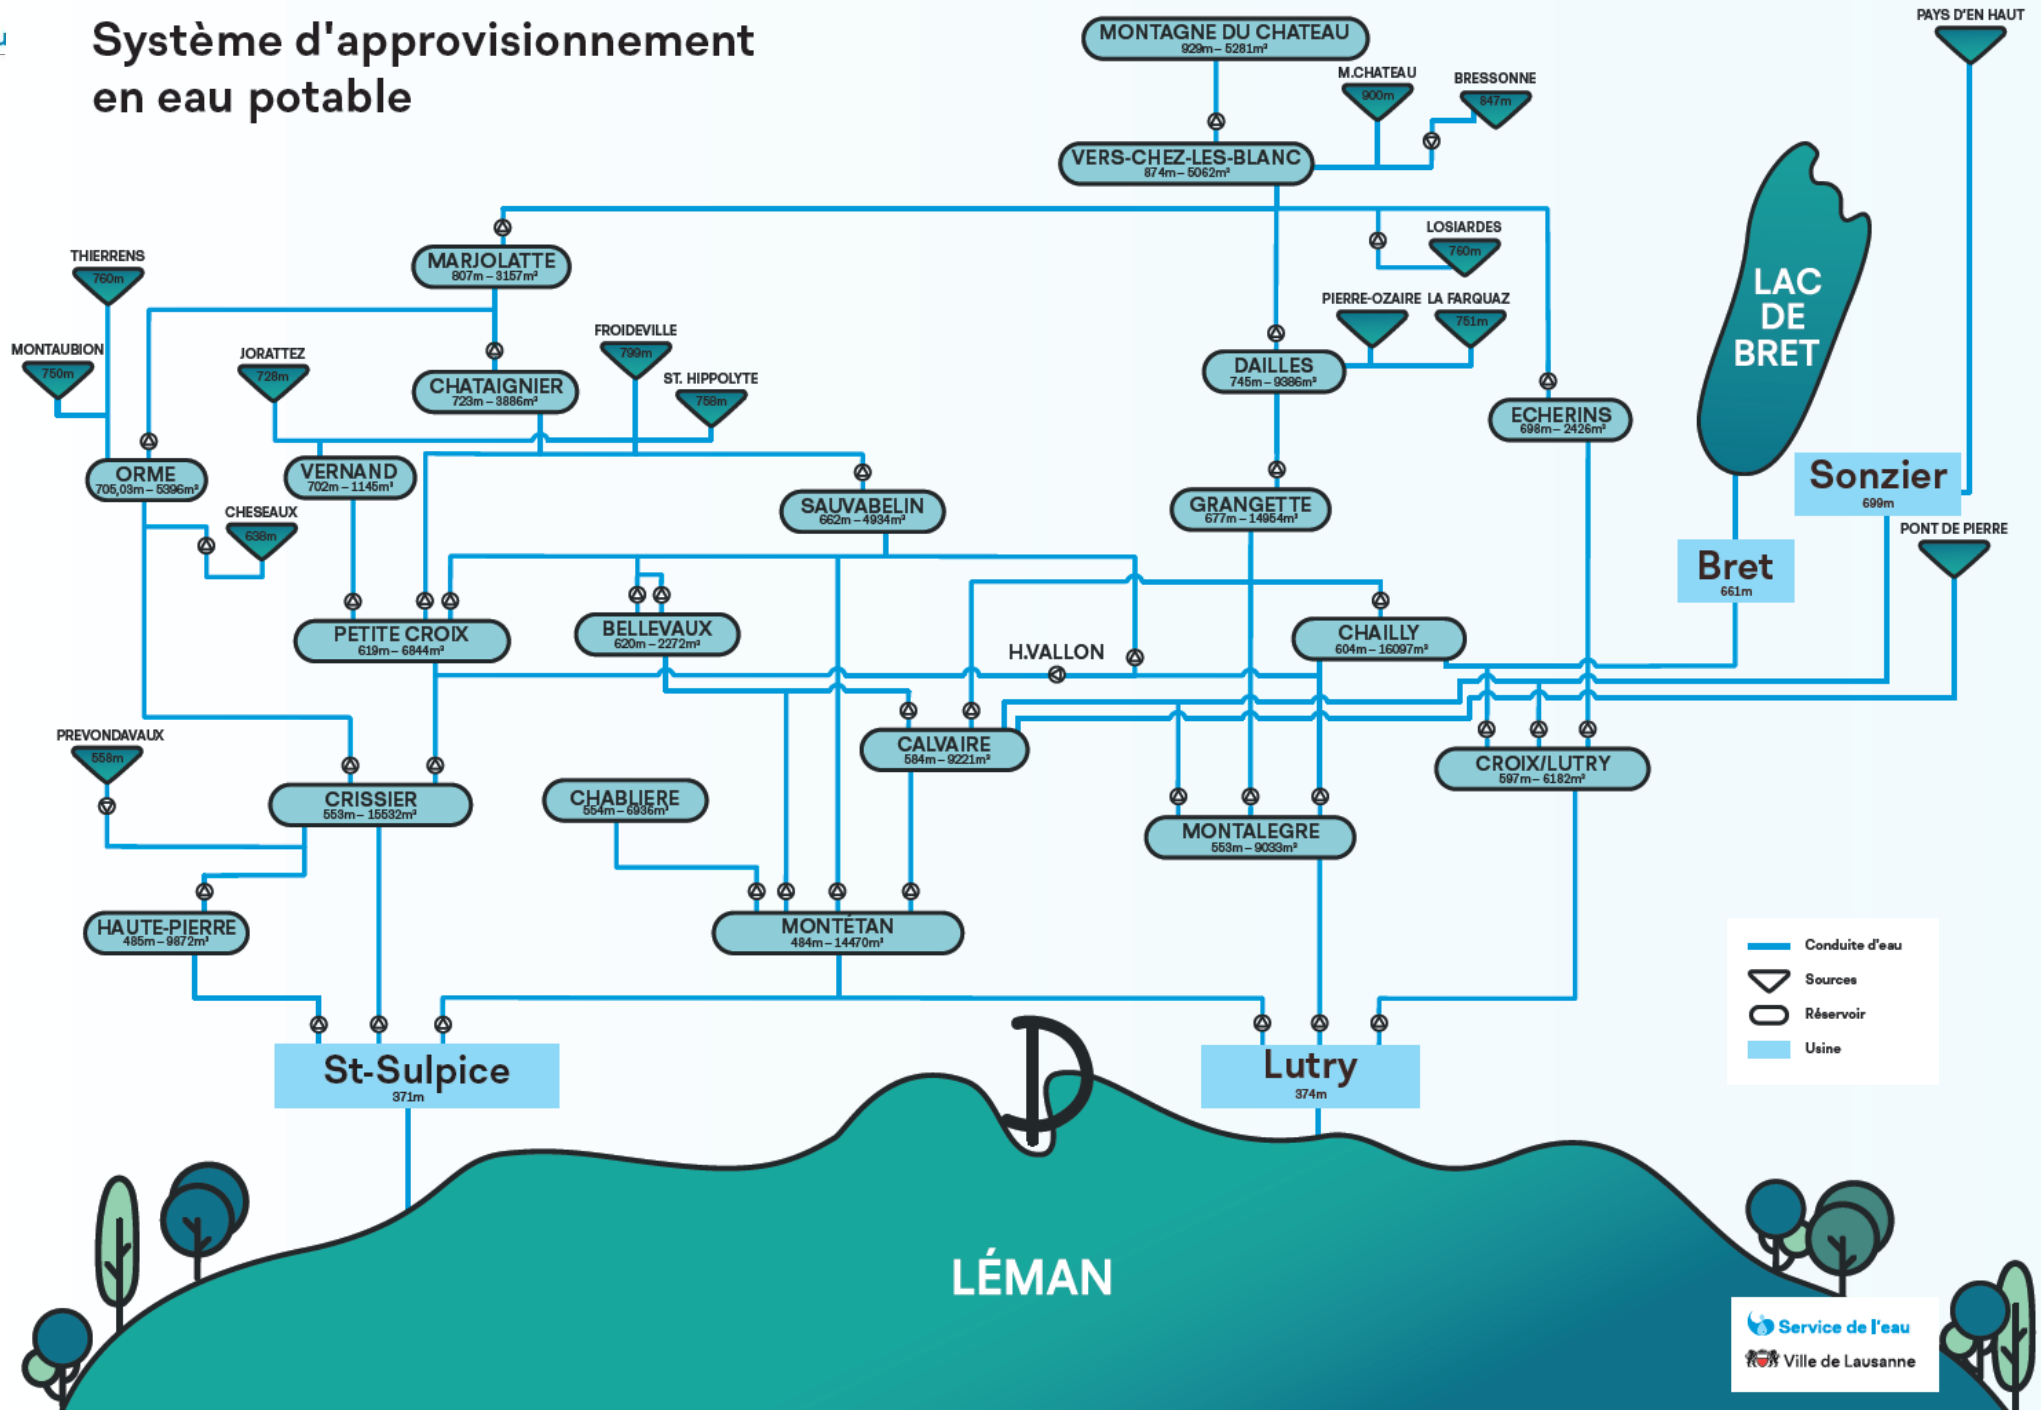 Système d'approvisionnement
en eau potable
MONTAGNE DU CHATEAU
929m – 5281m³
PAYS D'EN HAUT
M.CHATEAU
900m
BRESSONNE
847m
VERS-CHEZ-LES-BLANC
874m – 5062m³
LOSIARDES
760m
MARJOLATTE
807m – 3157m³
THIERRENS
760m
LAC
DE
BRET
PIERRE-OZAIRE
LA FARQUAZ
751m
FROIDEVILLE
799m
MONTAUBION
750m
JORATTEZ
728m
ST. HIPPOLYTE
758m
CHATAIGNIER
723m – 3886m³
DAILLES
745m – 9386m³
ECHERINS
698m – 2426m³
ORME
705,03m – 5396m³
VERNAND
702m – 1145m³
Sonzier
699m
SAUVABELIN
662m – 4934m³
GRANGETTE
677m – 14954m³
CHESEAUX
638m
PONT DE PIERRE
Bret
661m
PETITE CROIX
619m – 6844m³
BELLEVAUX
620m – 2272m³
H.VALLON
CHAILLY
604m – 16097m³
PREVONDAVAUX
558m
CALVAIRE
584m – 9221m³
CROIX/LUTRY
597m – 6182m³
CRISSIER
553m – 15532m³
CHABLIERE
554m – 6936m³
MONTALEGRE
553m – 9033m³
HAUTE-PIERRE
485m – 9872m³
MONTÉTAN
484m – 14470m³
Conduite d'eau
Sources
Réservoir
Usine
St-Sulpice
371m
Lutry
374m
LÉMAN
Service de l'eau
Ville de Lausanne